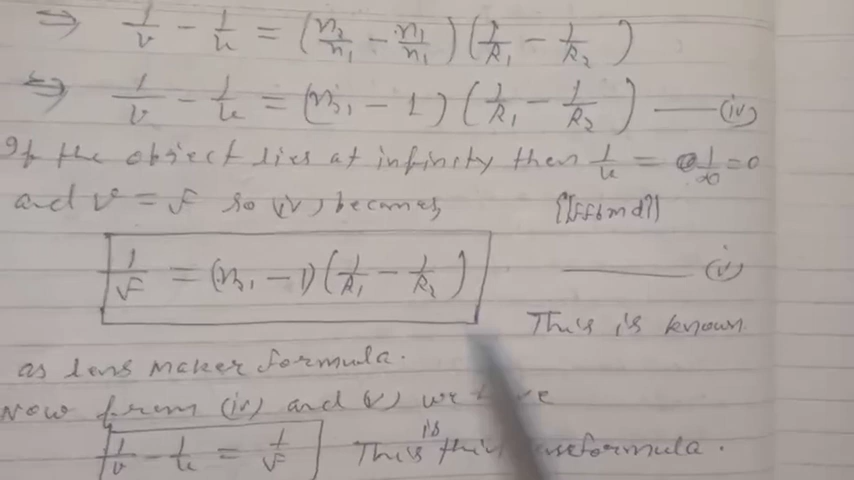 ⇒ 1/v - 1/u = (n₂/n₁ - n₁/n₁) (1/R₁ - 1/R₂)
⇒ 1/v - 1/u = (n₂₁ - 1) (1/R₁ - 1/R₂) —— (iv)
If the object lies at infinity then 1/u = 1/∞ = 0
and v = f so (iv) becomes
1/f = (n₂₁ - 1) (1/R₁ - 1/R₂) —— (v)
This is known
as lens maker formula.
Now from (iv) and (v) we
1/v - 1/u = 1/f This is thin formula.